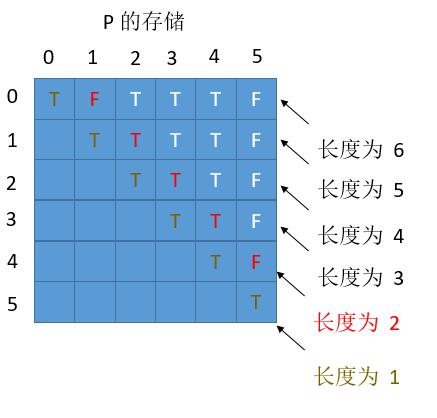 P 的存储
0 1 2 3 4 5
0 T F T T T F
1 T T T T F
长度为 6
2 T T T F
长度为 5
3 T T F
长度为 4
4 T F
长度为 3
5 T
长度为 2
长度为 1